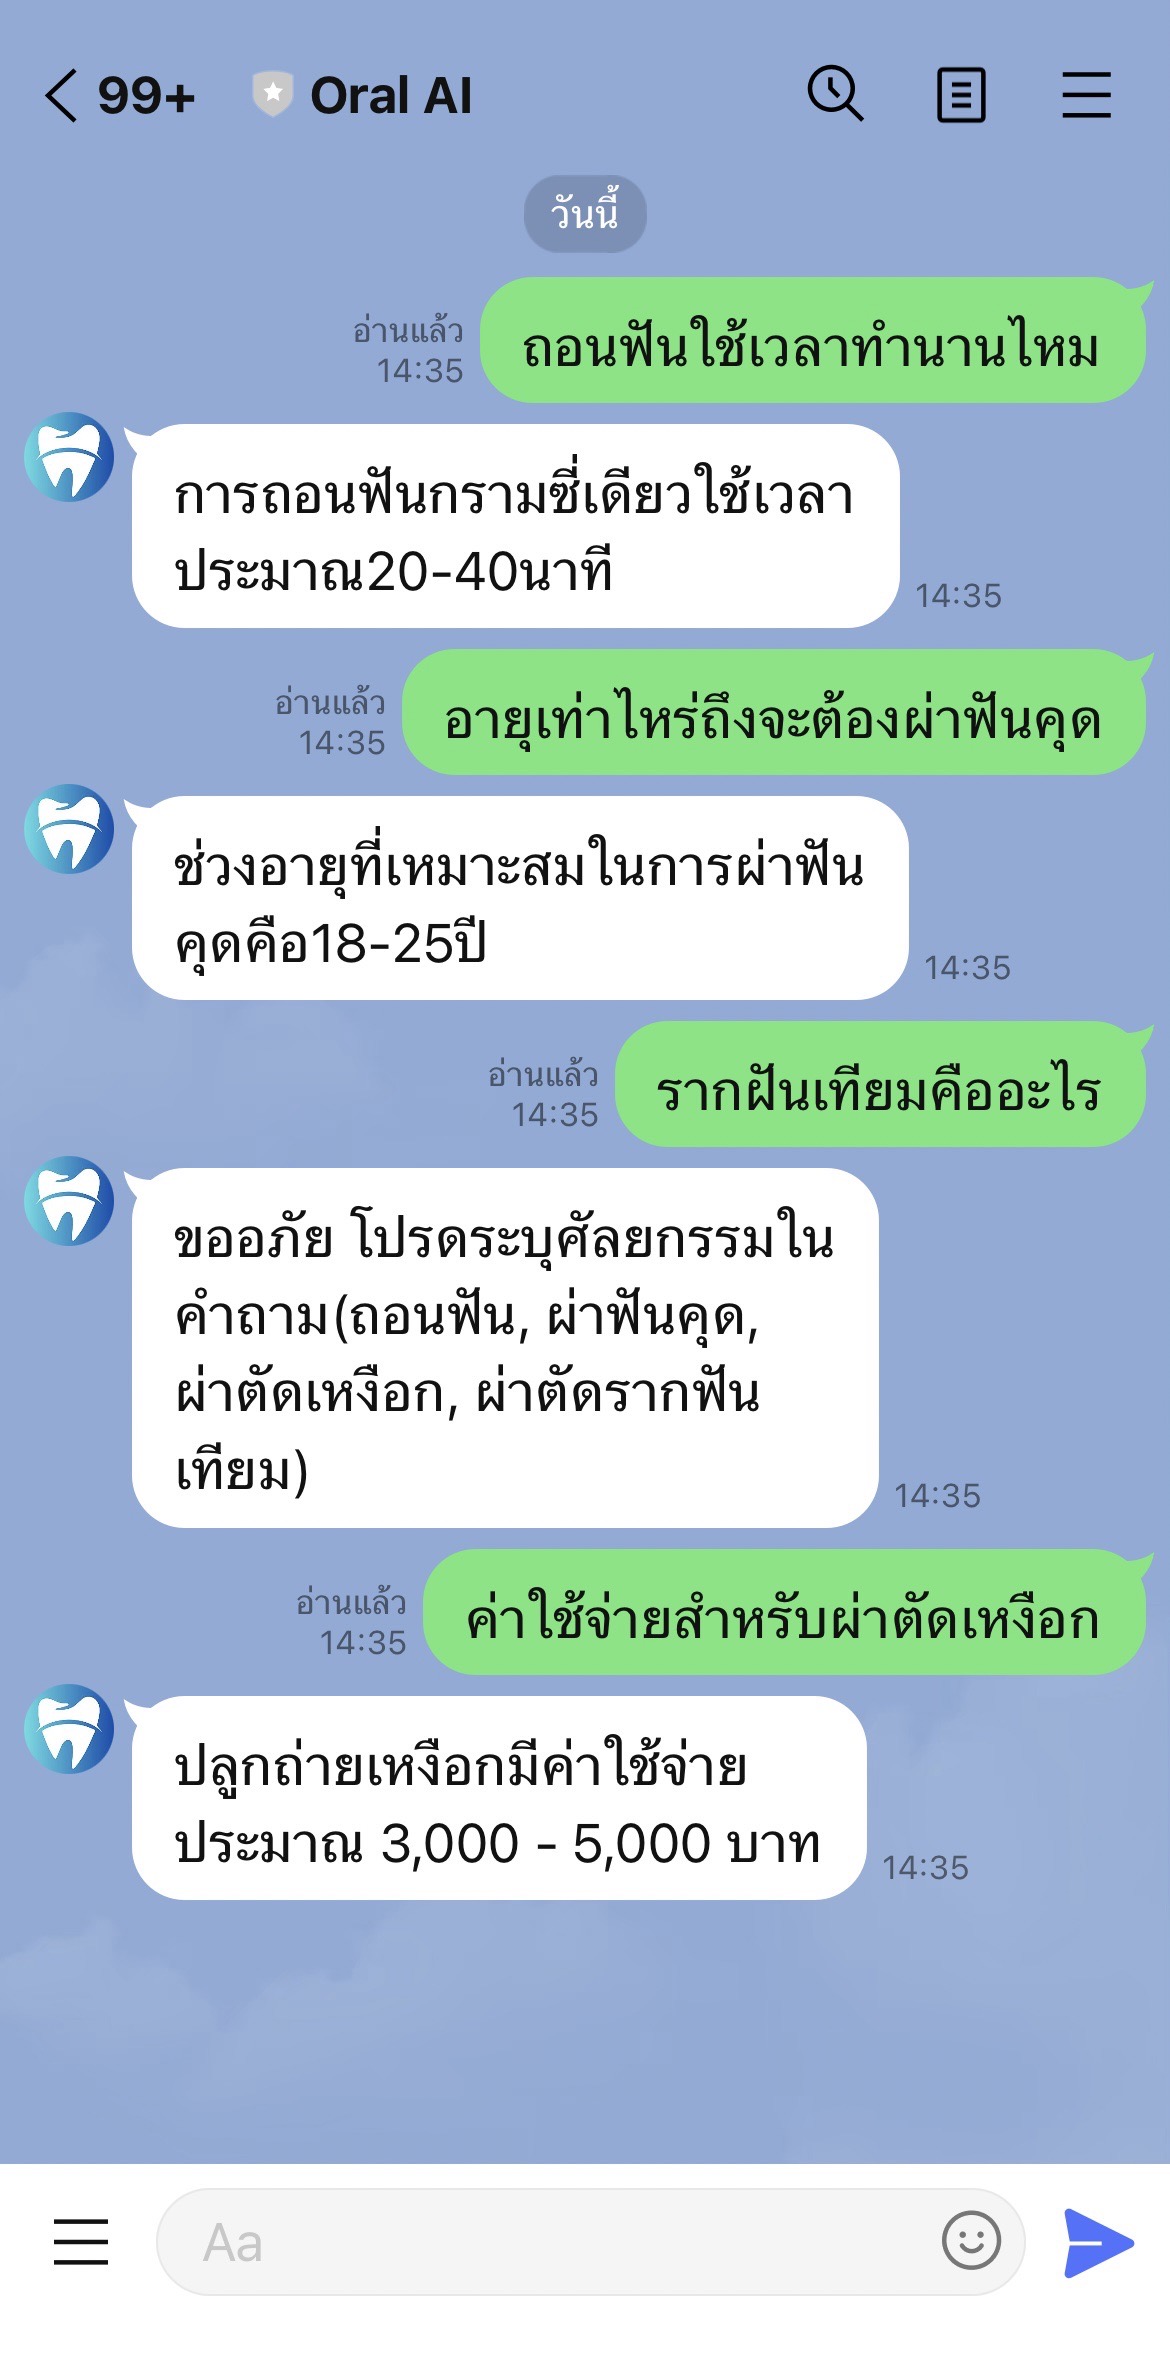 99+ Oral AI
วันนี้
อ่านแล้ว
14:35
ถอนฟันใช้เวลาทำนานไหม
การถอนฟันกรามซี่เดียวใช้เวลา
ประมาณ20-40นาที
14:35
อ่านแล้ว
14:35
อายุเท่าไหร่ถึงจะต้องผ่าฟันคุด
ช่วงอายุที่เหมาะสมในการผ่าฟัน
คุดคือ18-25ปี
14:35
อ่านแล้ว
14:35
รากฝันเทียมคืออะไร
ขออภัย โปรดระบุศัลยกรรมใน
คำถาม(ถอนฟัน, ผ่าฟันคุด,
ผ่าตัดเหงือก, ผ่าตัดรากฟัน
เทียม)
14:35
อ่านแล้ว
14:35
ค่าใช้จ่ายสำหรับผ่าตัดเหงือก
ปลูกถ่ายเหงือกมีค่าใช้จ่าย
ประมาณ 3,000 - 5,000 บาท
14:35
Aa